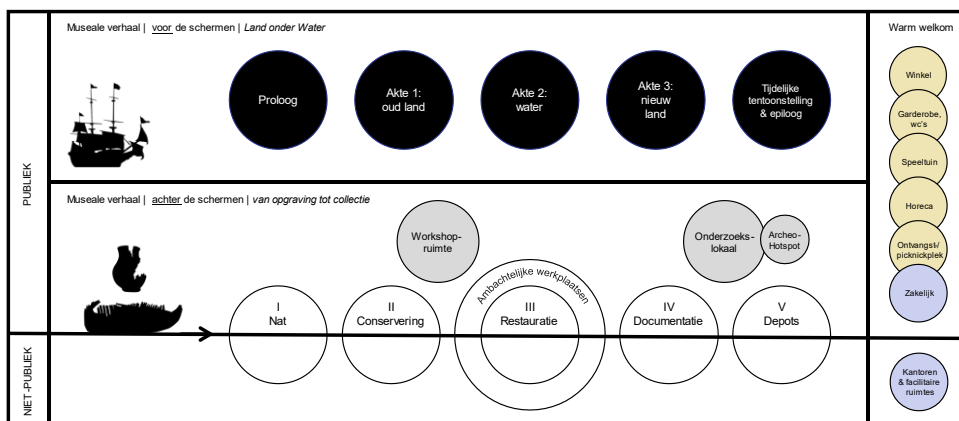 Museale verhaal | voor de schermen | Land onder Water
Proloog
Akte 1:
oud land
Akte 2:
water
Akte 3:
nieuw
land
Tijdelijke
tentoonstelling
& epiloog
PUBLIEK
Museale verhaal | achter de schermen | van opgraving tot collectie
Workshop-
ruimte
Onderzoeks-
lokaal
Archeo-
Hotspot
Ambachtelijke werkplaatsen
I
Nat
II
Conservering
III
Restauratie
IV
Documentatie
V
Depots
NIET-PUBLIEK
Warm welkom
Winkel
Garderobe,
wc's
Speeltuin
Horeca
Ontvangst-/
picknickplek
Zakelijk
Kantoren
& facilitaire
ruimtes